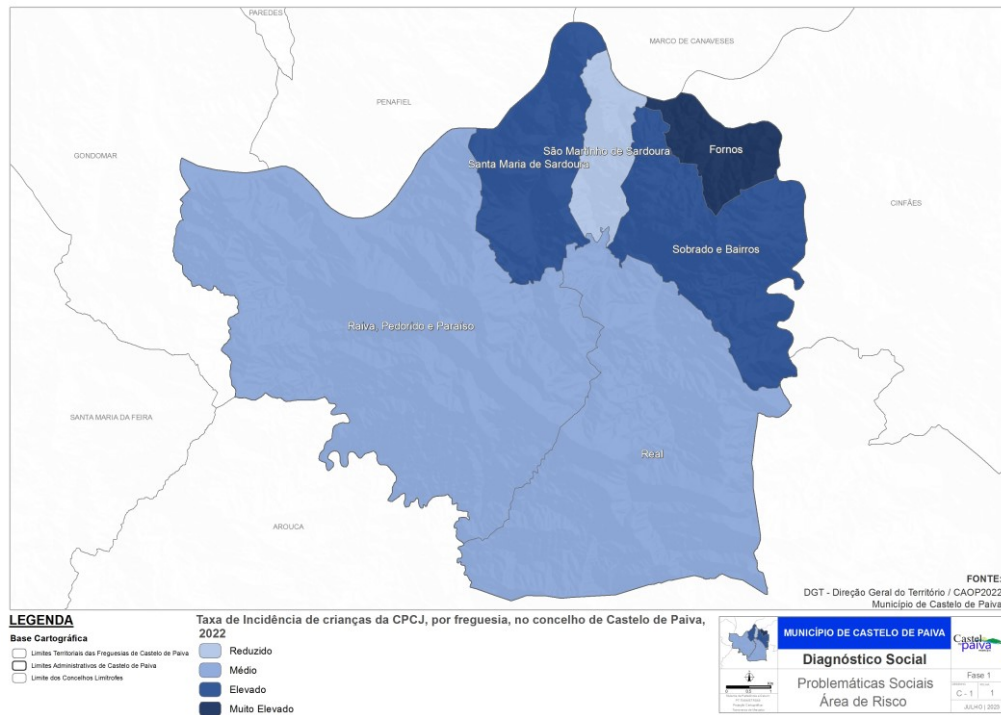 PAREDES
MARCO DE CANAVESES
PENAFIEL
GONDOMAR
São Martinho de Sardoura
Fornos
Santa Maria de Sardoura
CINFÃES
Sobrado e Bairros
Raiva, Pedorido e Paraíso
SANTA MARIA DA FEIRA
Real
AROUCA
FONTE:
DGT - Direção Geral do Território / CAOP2022
Município de Castelo de Paiva
LEGENDA
Base Cartográfica
Limites Territoriais das Freguesias de Castelo de Paiva
Limites Administrativos de Castelo de Paiva
Limite dos Concelhos Limítrofes
Taxa de Incidência de crianças da CPCJ, por freguesia, no concelho de Castelo de Paiva,
2022
Reduzido
Médio
Elevado
Muito Elevado
MUNICÍPIO DE CASTELO DE PAIVA
Diagnóstico Social
Problemáticas Sociais
Área de Risco
Castelo
de paiva
Fase 1
C - 1
1
JULHO | 2023